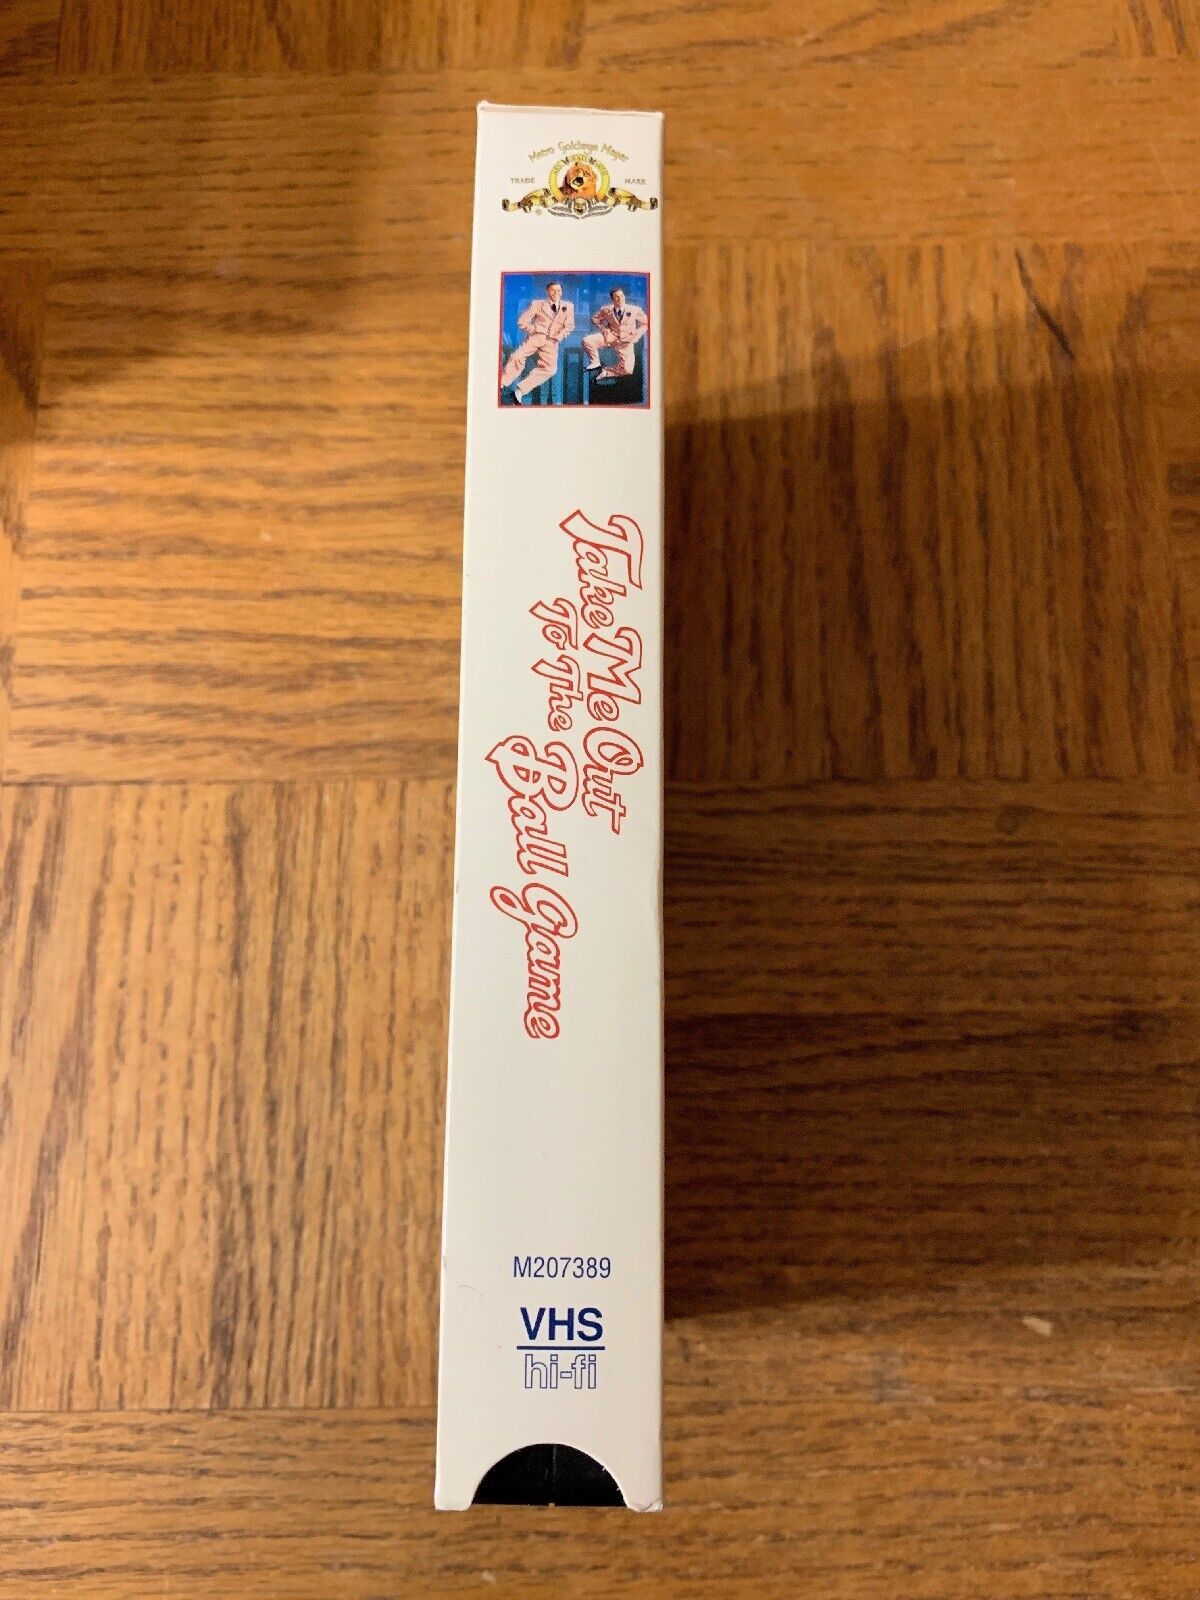 Metro Goldwyn Mayer
TRADE MARK
Take Me Out
To The Ball Game
M207389
VHS
hi-fi